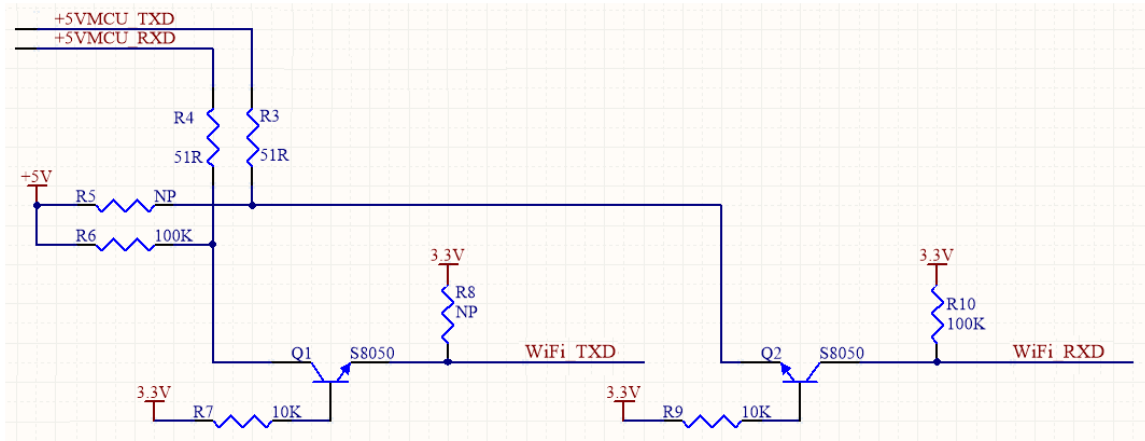 +5VMCU_TXD
+5VMCU_RXD
R4
R3
51R
51R
+5V
R5
NP
R6
100K
3.3V
3.3V
R8
NP
R10
100K
Q1
S8050
WiFi_TXD
Q2
S8050
WiFi_RXD
3.3V
3.3V
R7
10K
R9
10K